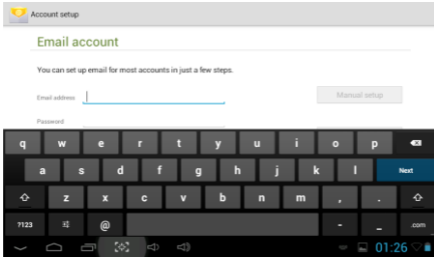 Account setup
Email account
You can set up email for most accounts in just a few steps.
Email address
Manual setup
Password
q w e r t y u i o p
a s d f g h j k l Next
z x c v b n m , .
?123 @ - _ .com
01:26